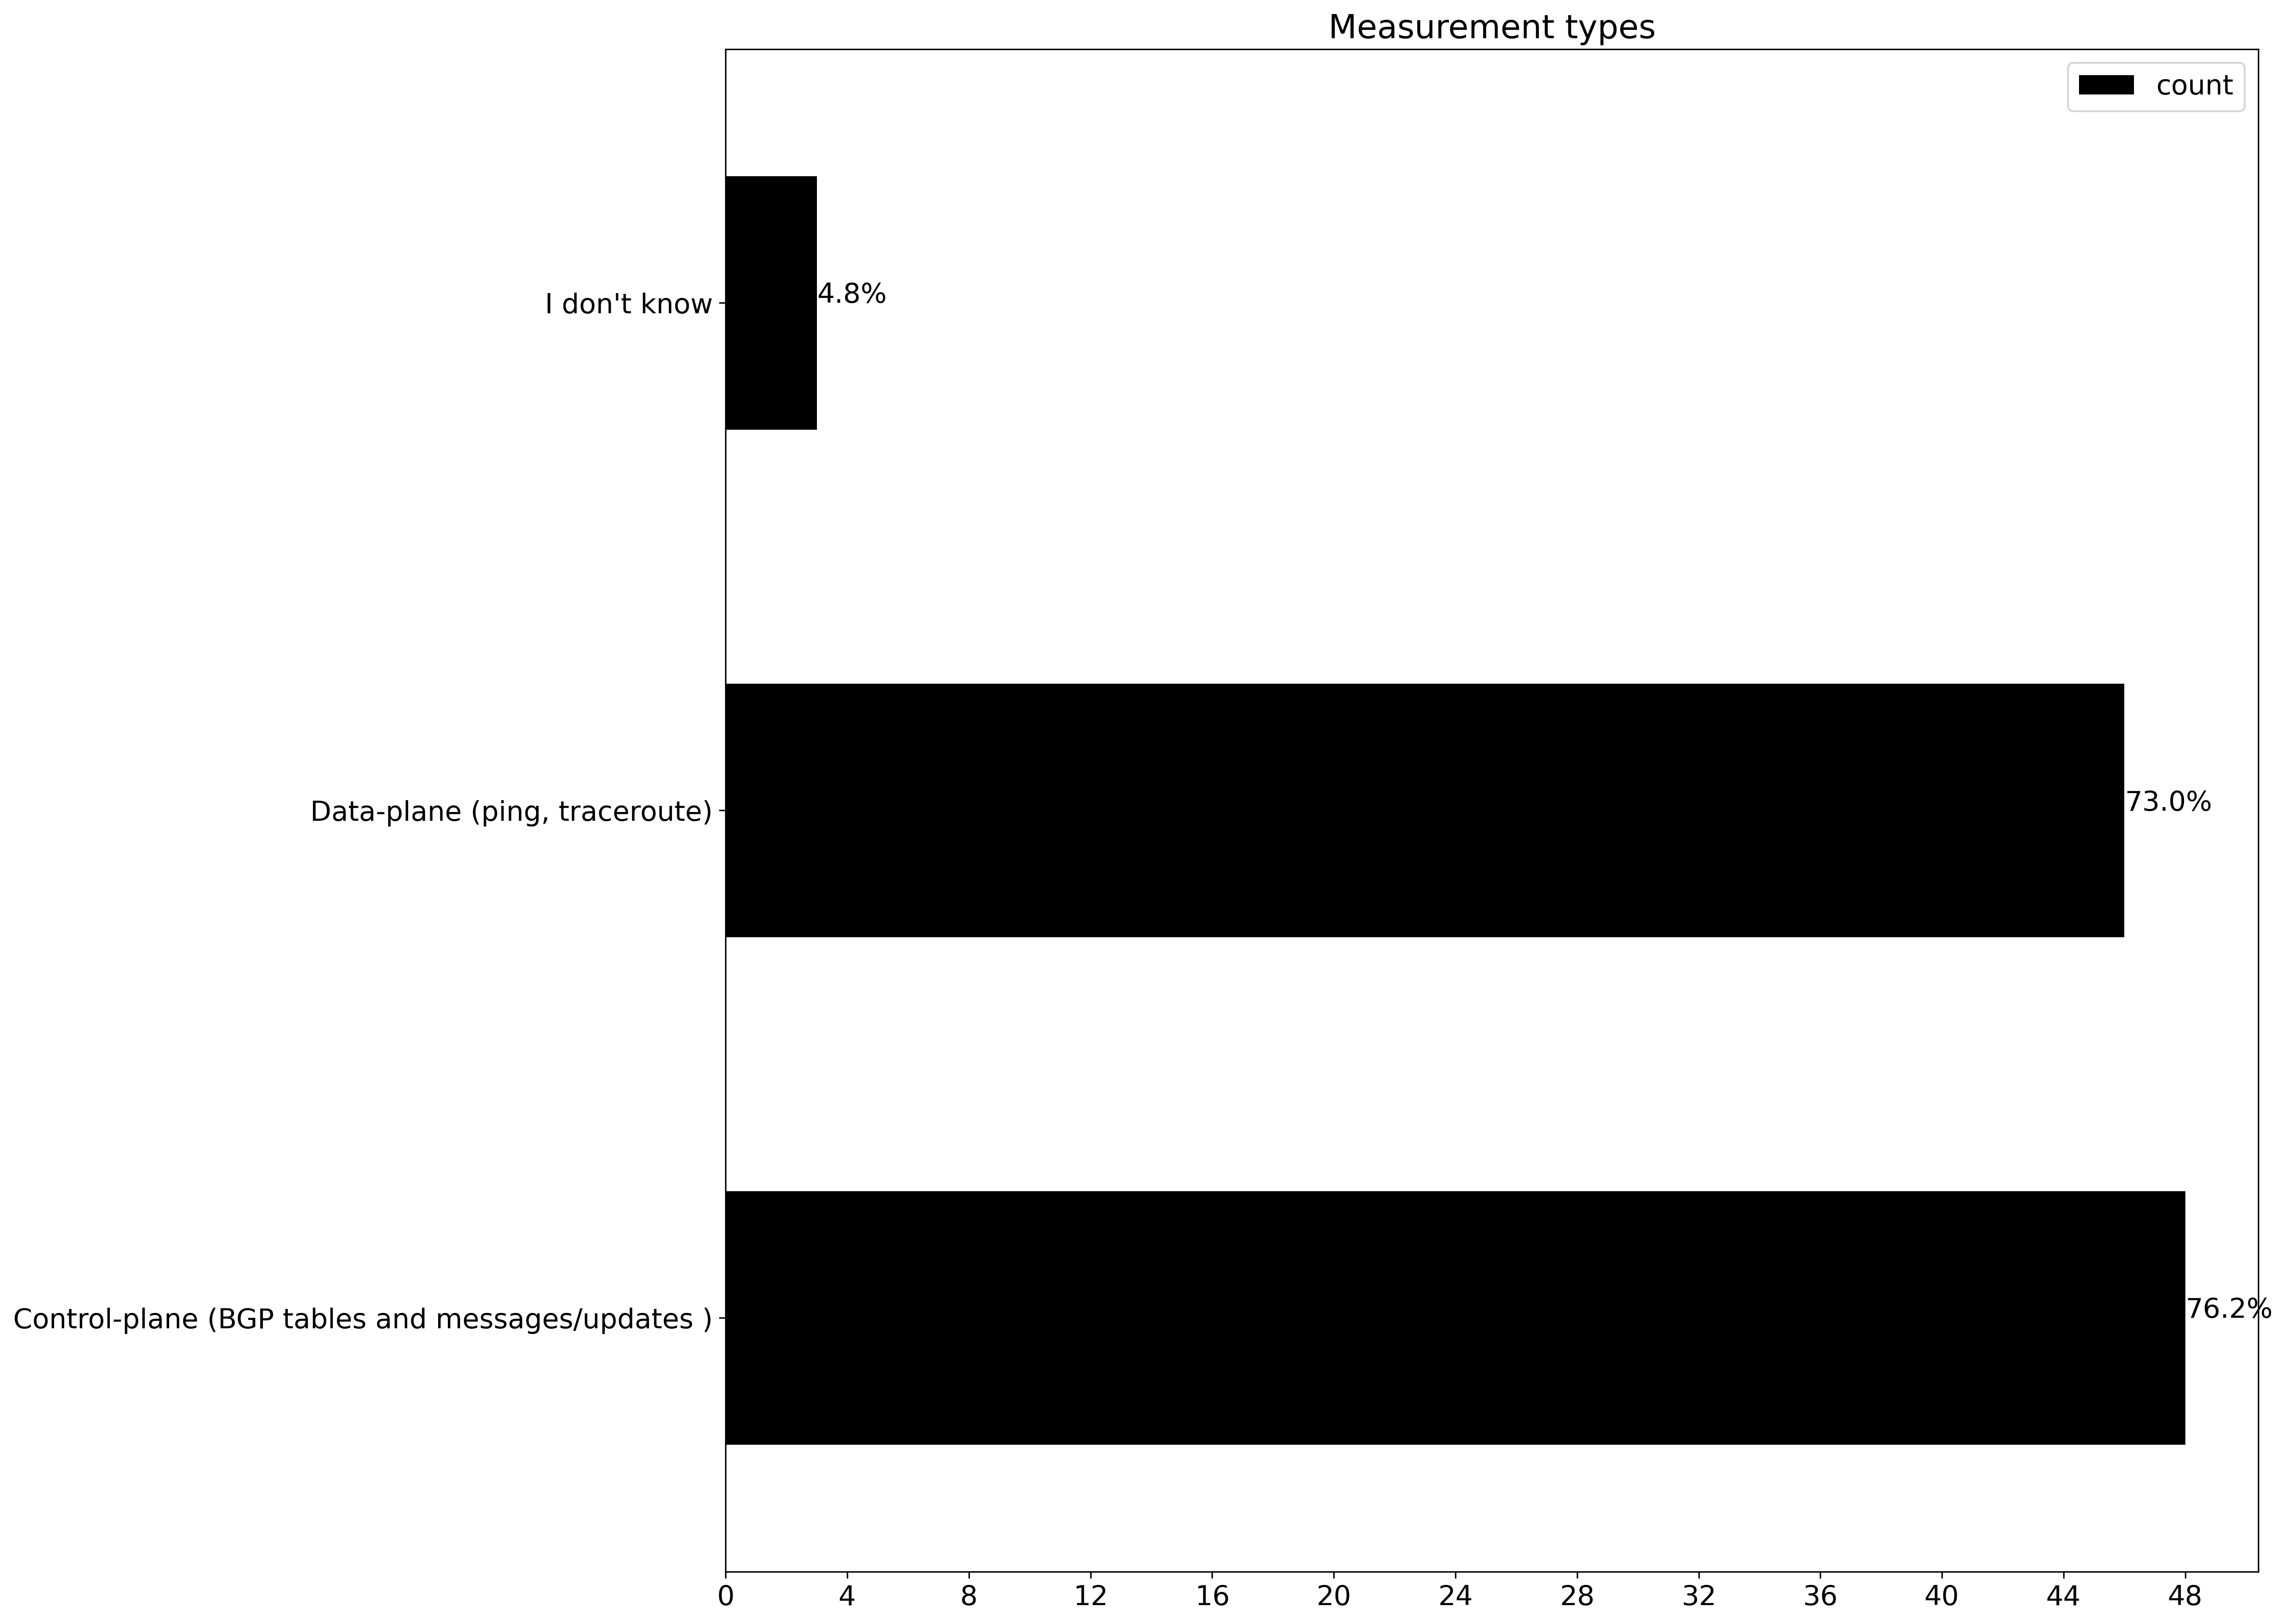 Measurement types
count
I don't know
4.8%
Data-plane (ping, traceroute)
73.0%
Control-plane (BGP tables and messages/updates )
76.2%
0 4 8 12 16 20 24 28 32 36 40 44 48